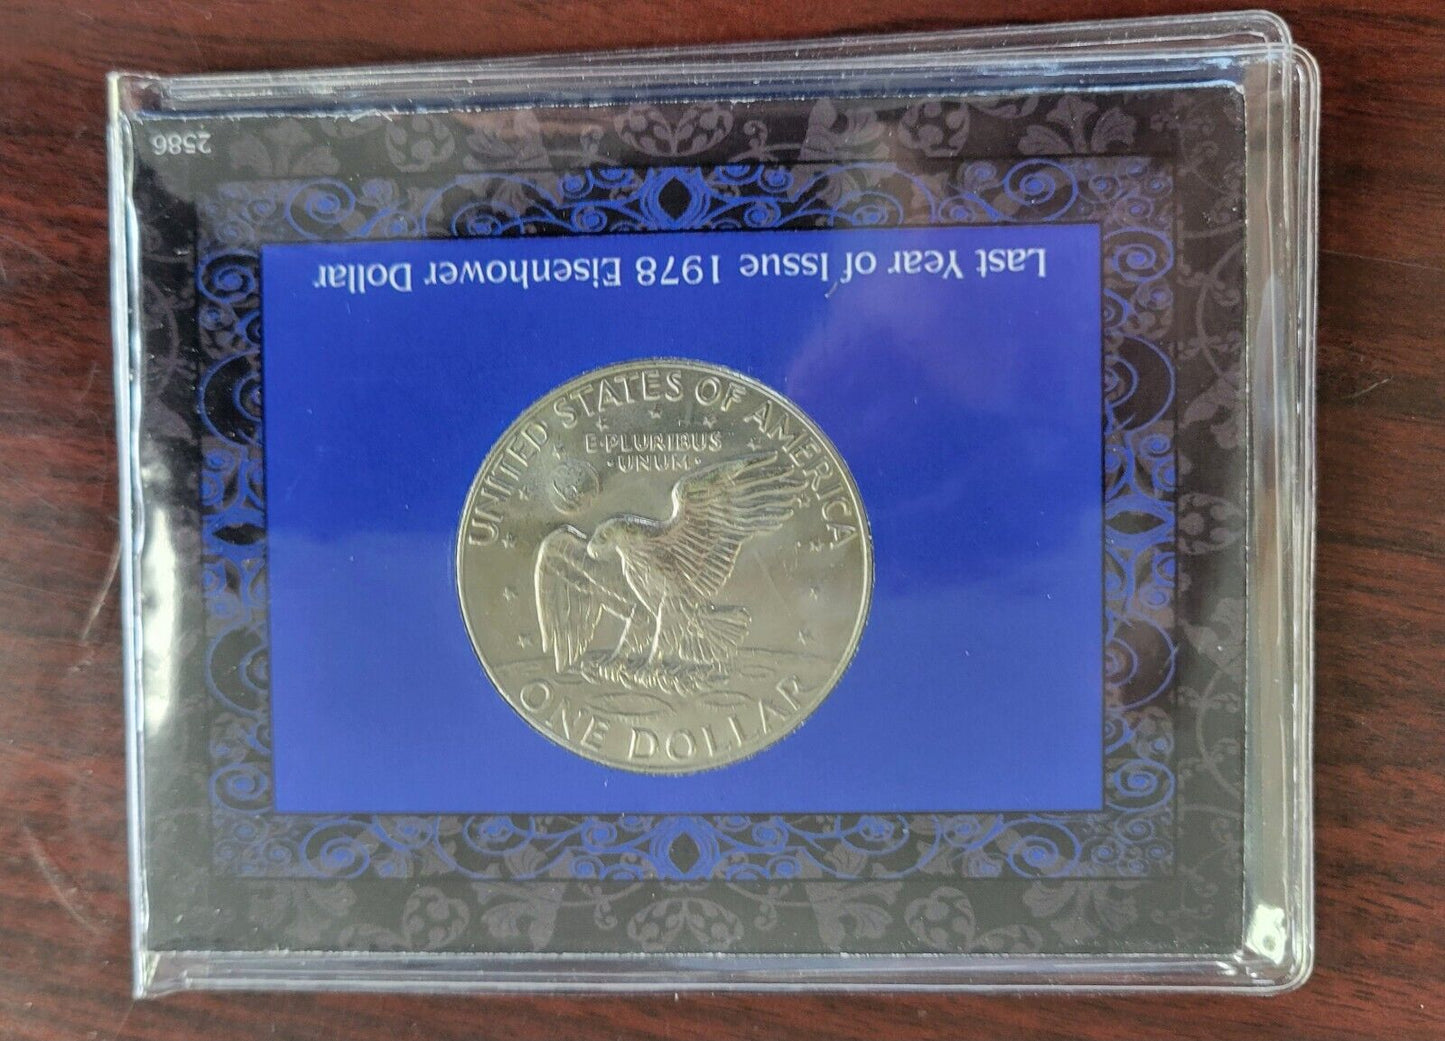 2586
Last Year of Issue 1978 Eisenhower Dollar
UNITED STATES OF AMERICA
E·PLURIBUS
·UNUM·
ONE DOLLAR